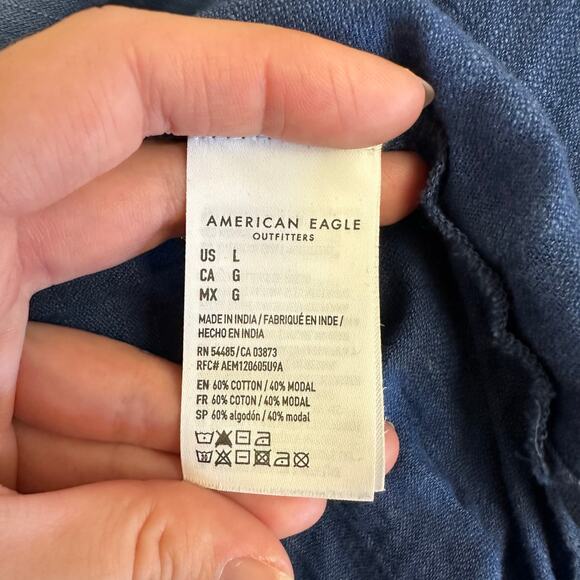 AMERICAN EAGLE
OUTFITTERS
US L
CA G
MX G
MADE IN INDIA / FABRIQUÉ EN INDE /
HECHO EN INDIA
RN 54485 / CA 03873
RFC# AEM120605U9A
EN 60% COTTON / 40% MODAL
FR 60% COTON / 40% MODAL
SP 60% algodón / 40% modal